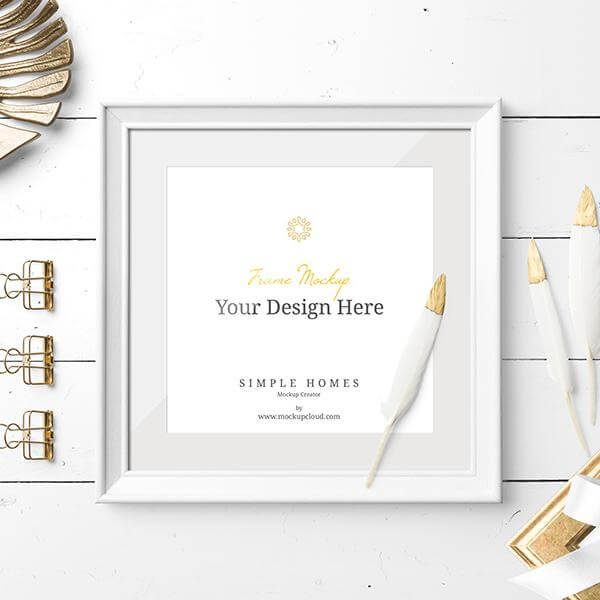 Frame Mockup
Your Design Here
SIMPLE HOMES
Mockup Creator
by
www.mockupcloud.com